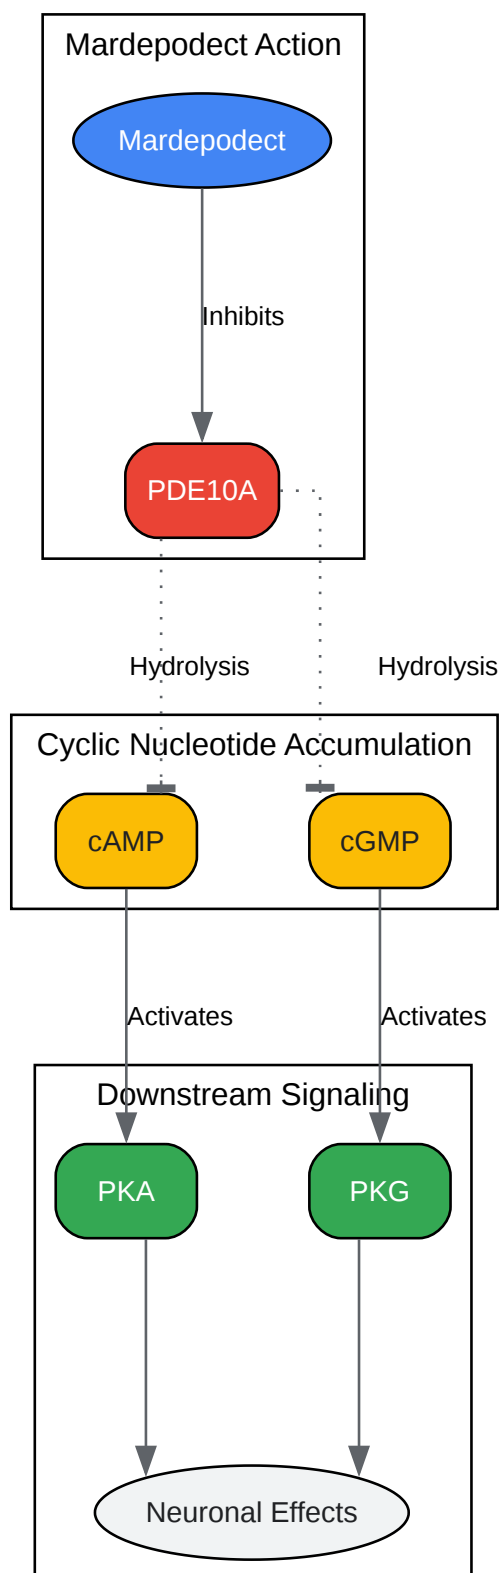 Mardepodect Action
Mardepodect
Inhibits
PDE10A
Hydrolysis
Hydrolysis
Cyclic Nucleotide Accumulation
cAMP
cGMP
Activates
Activates
Downstream Signaling
PKA
PKG
Neuronal Effects